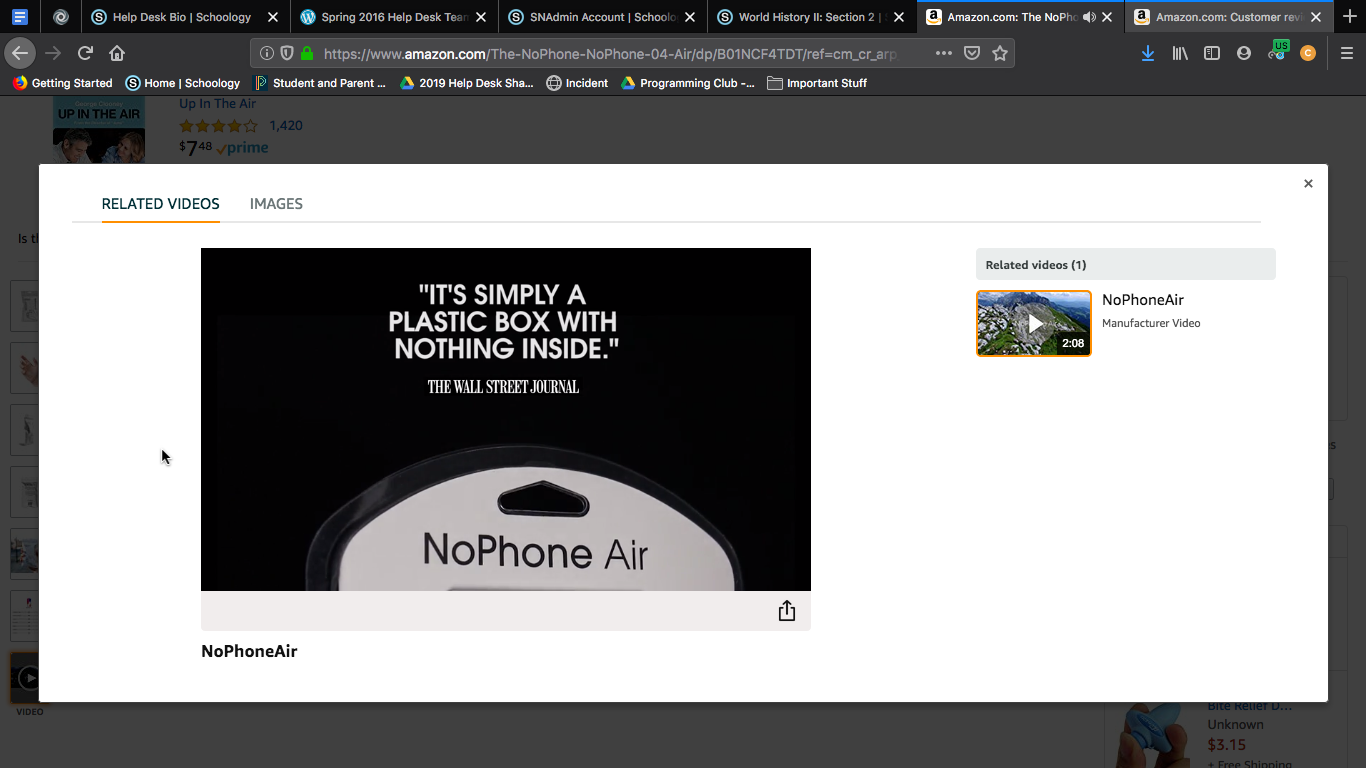 Help Desk Bio | Schoology
Spring 2016 Help Desk Tean
SNAdmin Account | Schoolo
World History II: Section 2 |
Amazon.com: The NoPho
Amazon.com: Customer revi
https://www.amazon.com/The-NoPhone-NoPhone-04-Air/dp/B01NCF4TDT/ref=cm_cr_arp_
US
C
Getting Started
Home | Schoology
Student and Parent ...
2019 Help Desk Sha...
Incident
Programming Club -...
Important Stuff
George Clooney
UP IN THE AIR
Up In The Air
1,420
$748 prime
Is th
RELATED VIDEOS
IMAGES
"IT'S SIMPLY A
PLASTIC BOX WITH
NOTHING INSIDE."
THE WALL STREET JOURNAL
NoPhone Air
NoPhoneAir
Related videos (1)
2:08
NoPhoneAir
Manufacturer Video
VIDEO
Bite Relief D...
Unknown
$3.15
+ Free Shipping